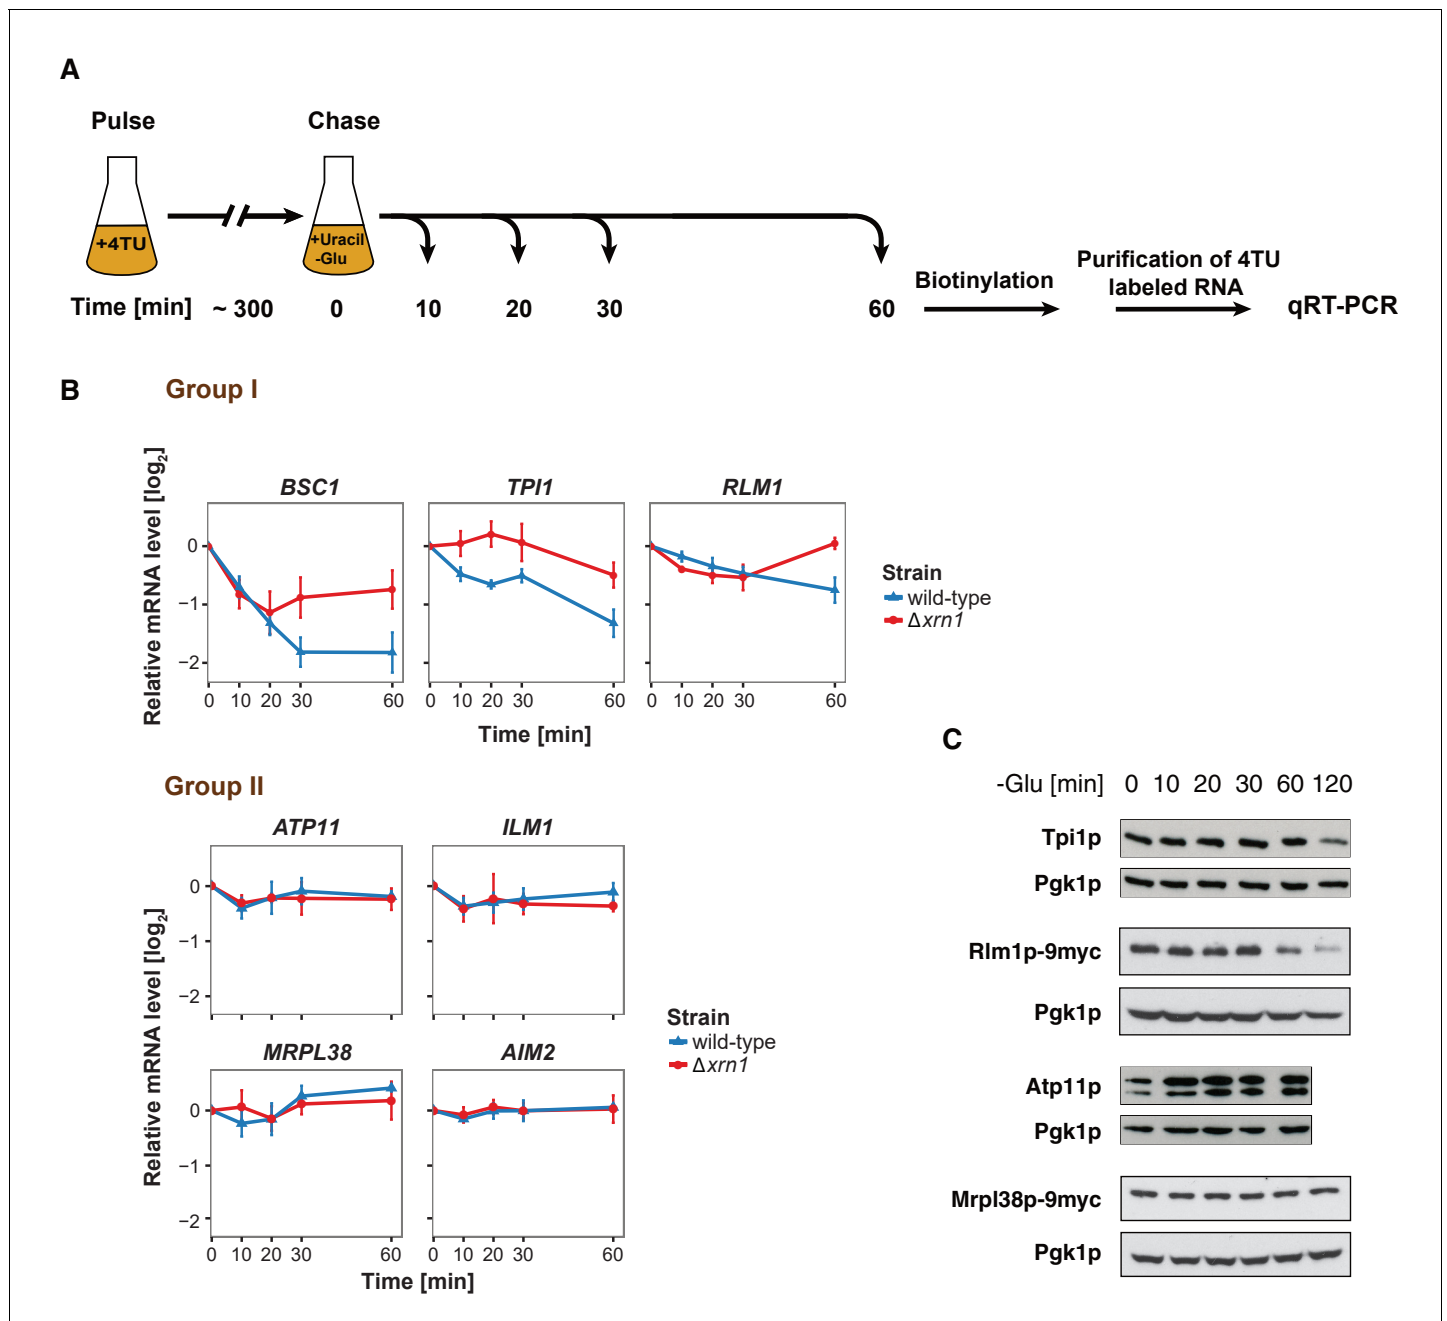 A
Pulse Chase
+4TU
+Uracil
-Glu
Time [min] ~ 300 0 10 20 30 60
Biotinylation
Purification of 4TU
labeled RNA
qRT-PCR
B
Group I
Relative mRNA level [log2]
BSC1 TPI1 RLM1
0
−1
−2
0 10 20 30 60 0 10 20 30 60 0 10 20 30 60
Time [min]
Strain
wild-type
Δxrn1
Group II
Relative mRNA level [log2]
ATP11 ILM1
0
−1
−2
MRPL38 AIM2
0
−1
−2
0 10 20 30 60 0 10 20 30 60
Time [min]
Strain
wild-type
Δxrn1
C
-Glu [min] 0 10 20 30 60 120
Tpi1p
Pgk1p
Rlm1p-9myc
Pgk1p
Atp11p
Pgk1p
Mrpl38p-9myc
Pgk1p